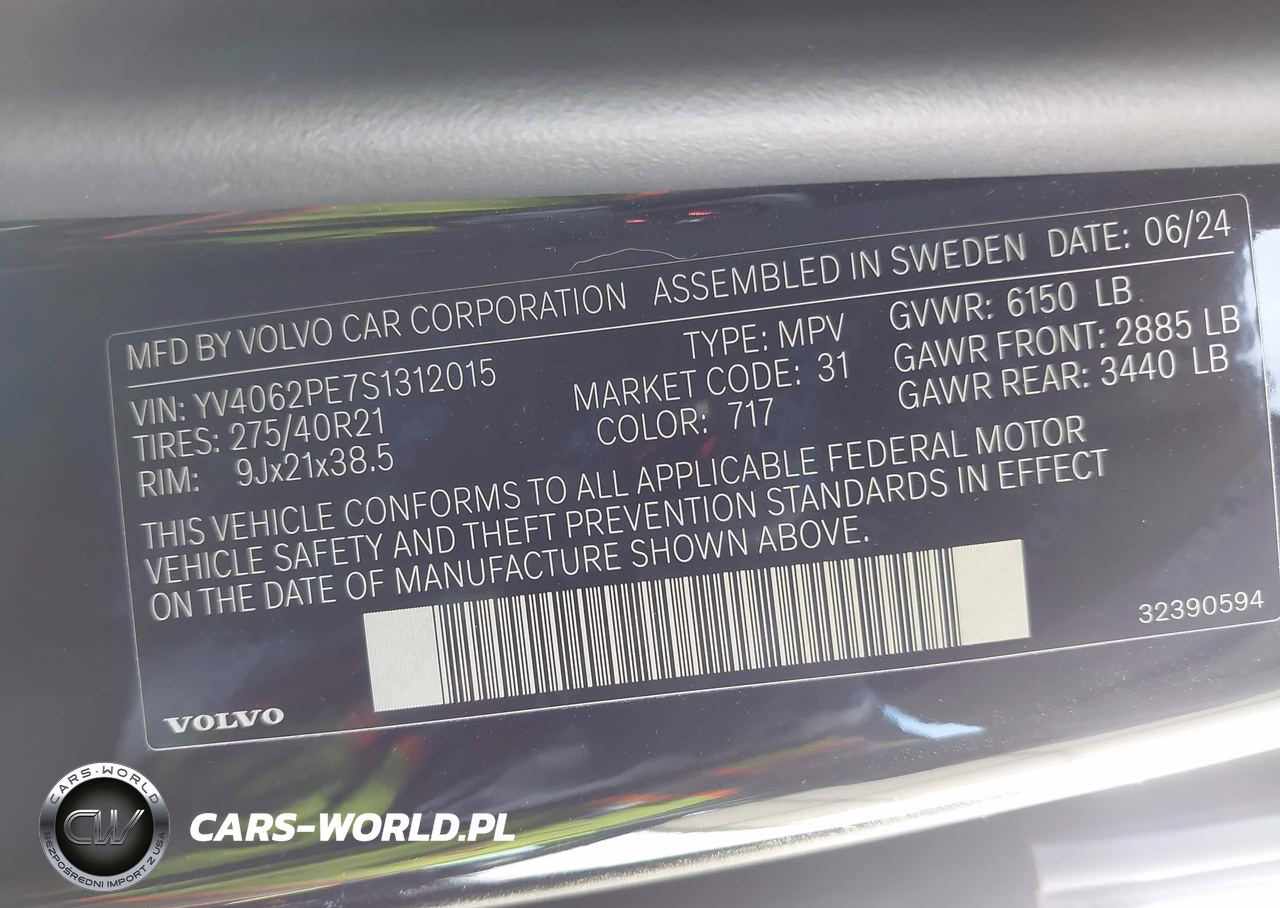 MFD BY VOLVO CAR CORPORATION ASSEMBLED IN SWEDEN DATE: 06/24
VIN: YV4062PE7S1312015 TYPE: MPV GVWR: 6150 LB
TIRES: 275/40R21 MARKET CODE: 31 GAWR FRONT: 2885 LB
RIM: 9Jx21x38.5 COLOR: 717 GAWR REAR: 3440 LB
THIS VEHICLE CONFORMS TO ALL APPLICABLE FEDERAL MOTOR
VEHICLE SAFETY AND THEFT PREVENTION STANDARDS IN EFFECT
ON THE DATE OF MANUFACTURE SHOWN ABOVE.
32390594
VOLVO
CARS-WORLD
CW
BEZPOŚREDNI IMPORT Z USA
CARS-WORLD.PL